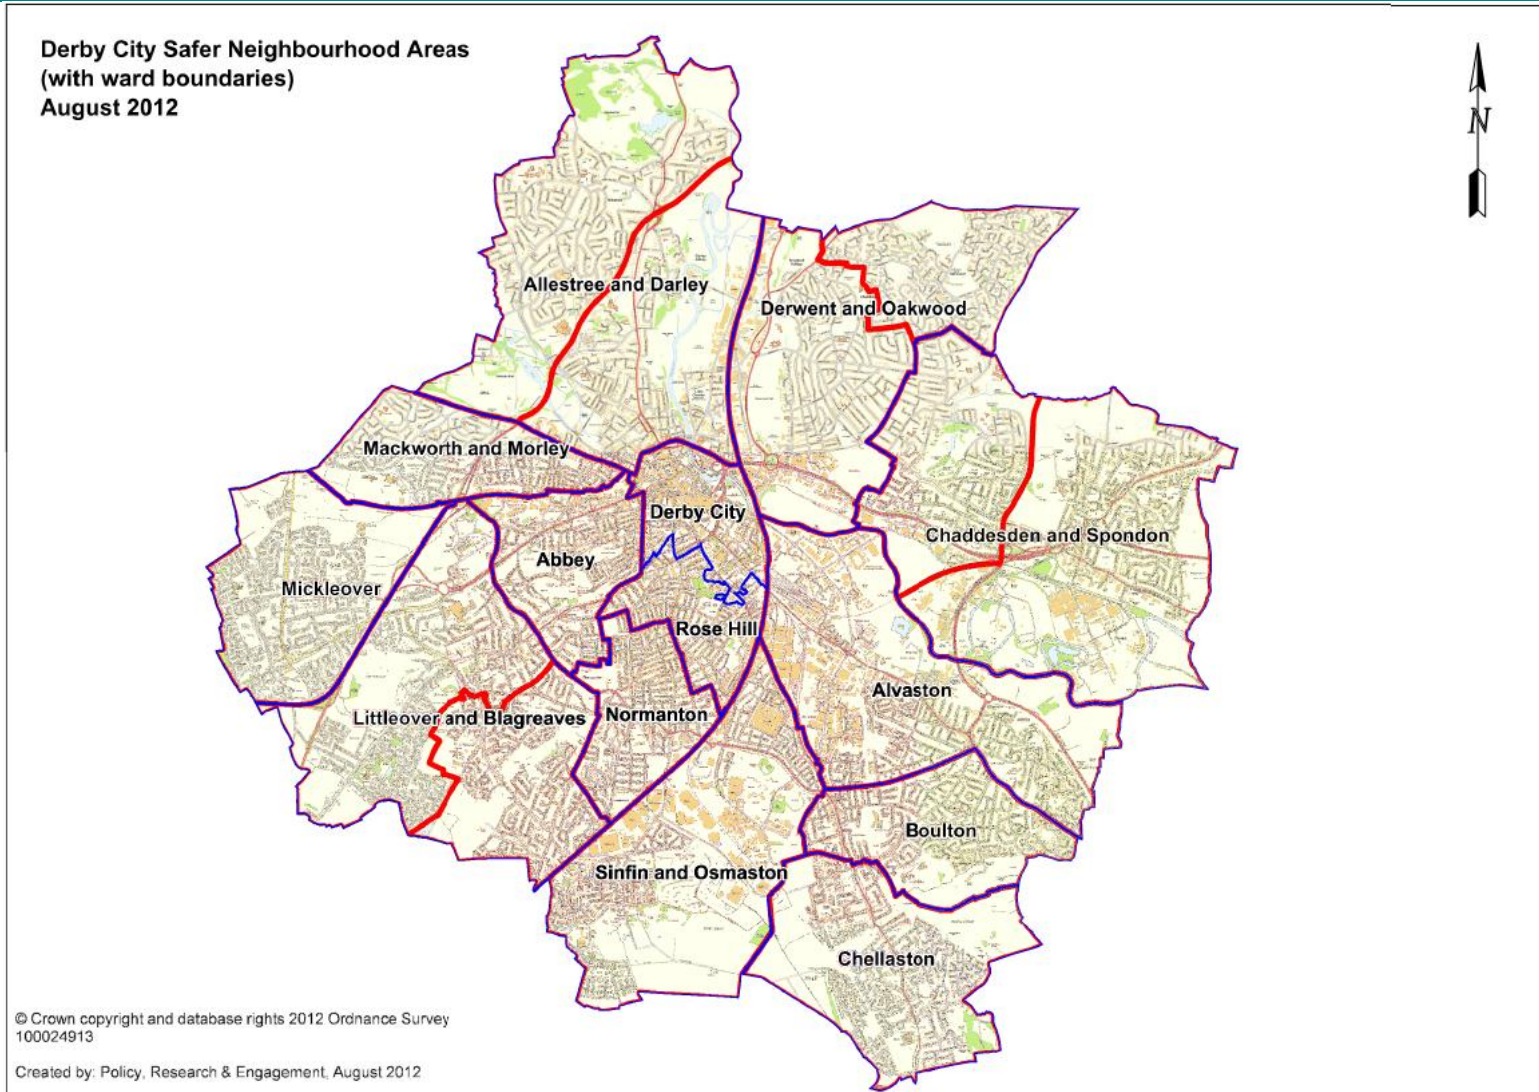 Derby City Safer Neighbourhood Areas
(with ward boundaries)
August 2012
N
Allestree and Darley
Derwent and Oakwood
Mackworth and Morley
Derby City
Chaddesden and Spondon
Abbey
Mickleover
Rose Hill
Alvaston
Littleover and Blagreaves
Normanton
Boulton
Sinfin and Osmaston
Chellaston
© Crown copyright and database rights 2012 Ordnance Survey
100024913
Created by: Policy, Research & Engagement, August 2012